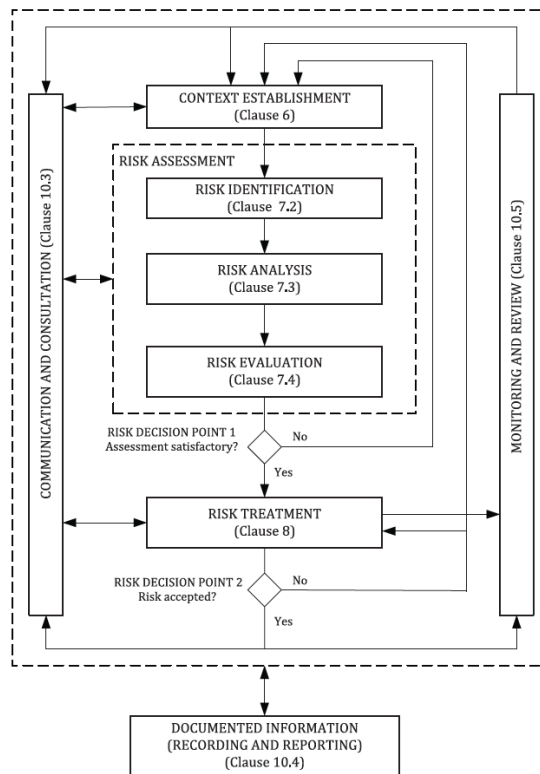 CONTEXT ESTABLISHMENT
(Clause 6)
RISK ASSESSMENT
RISK IDENTIFICATION
(Clause 7.2)
RISK ANALYSIS
(Clause 7.3)
RISK EVALUATION
(Clause 7.4)
COMMUNICATION AND CONSULTATION (Clause 10.3)
MONITORING AND REVIEW (Clause 10.5)
RISK DECISION POINT 1
Assessment satisfactory?
No
Yes
RISK TREATMENT
(Clause 8)
RISK DECISION POINT 2
Risk accepted?
No
Yes
DOCUMENTED INFORMATION
(RECORDING AND REPORTING)
(Clause 10.4)